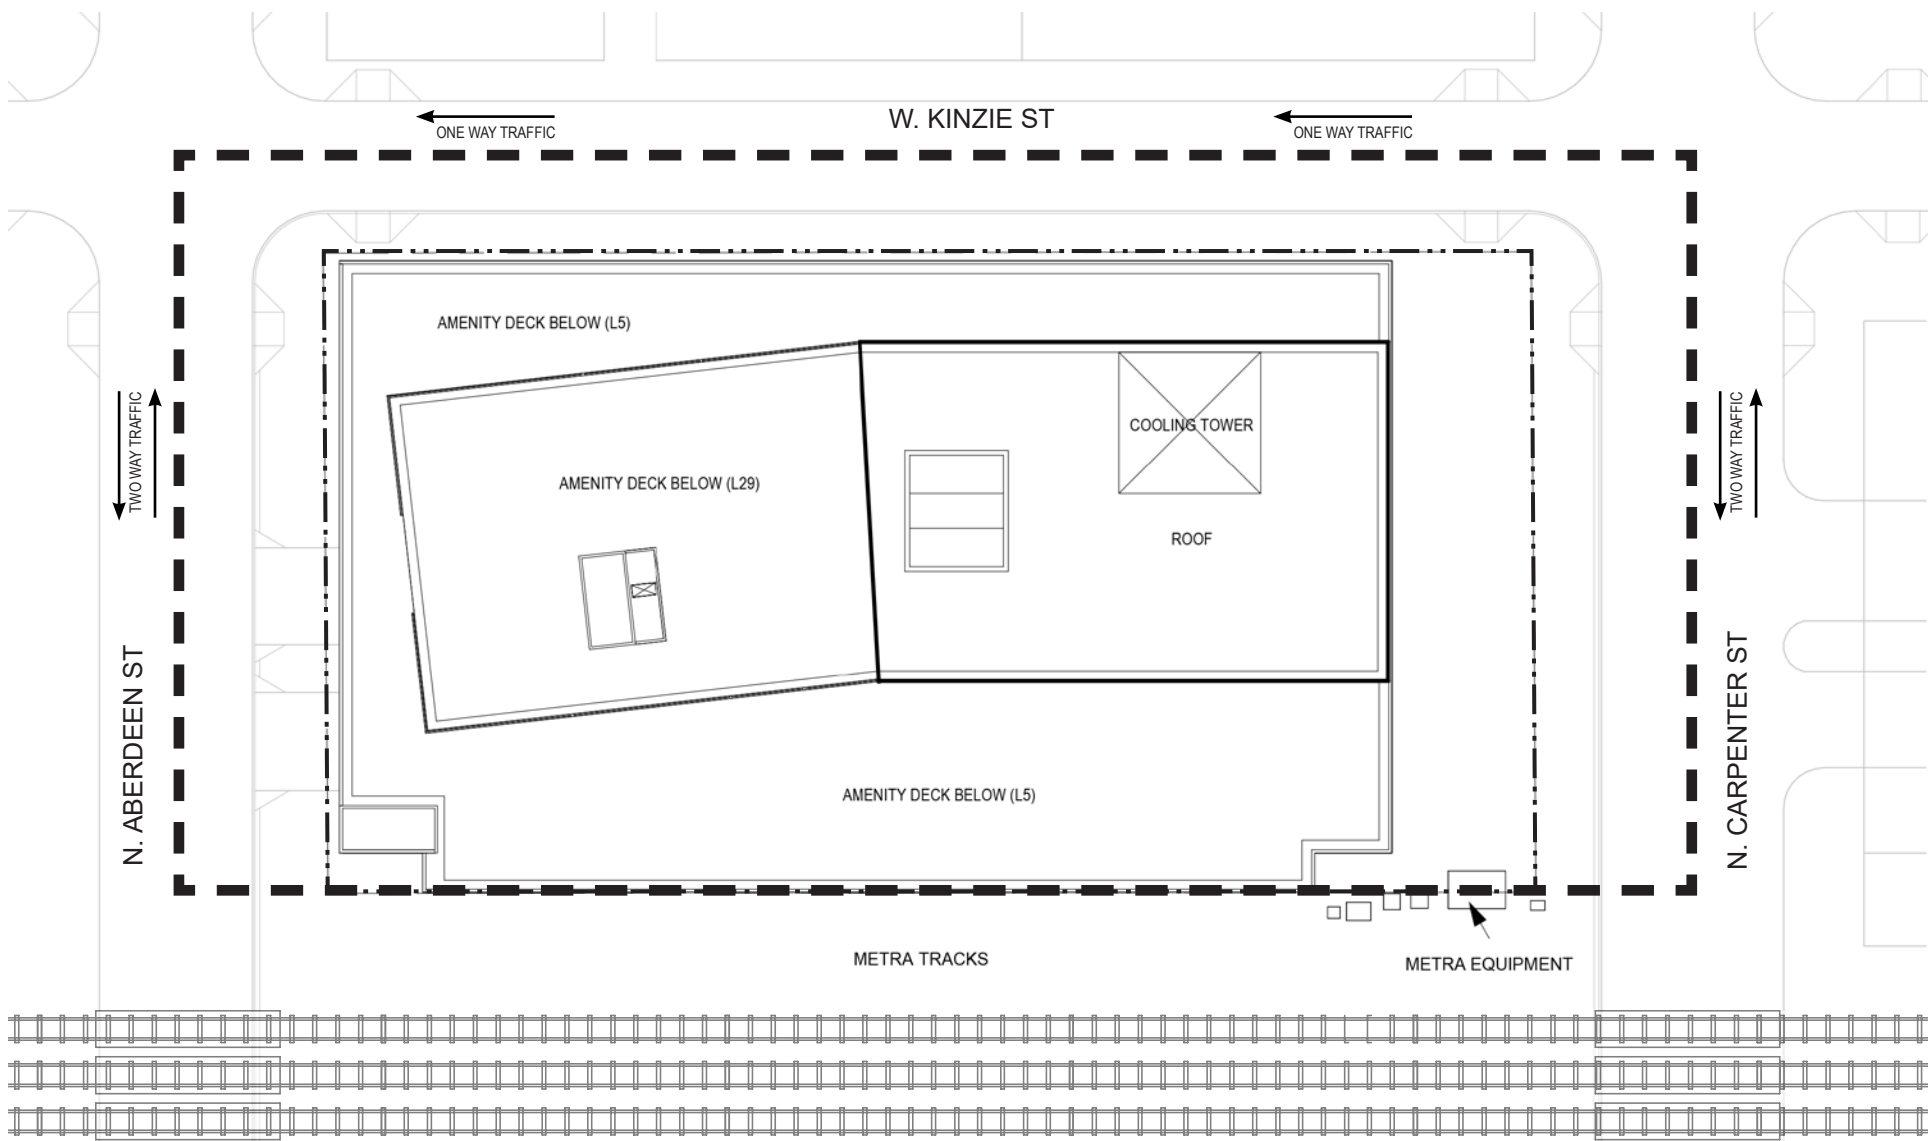 W. KINZIE ST
ONE WAY TRAFFIC
ONE WAY TRAFFIC
AMENITY DECK BELOW (L5)
COOLING TOWER
TWO WAY TRAFFIC
TWO WAY TRAFFIC
AMENITY DECK BELOW (L29)
ROOF
N. ABERDEEN ST
N. CARPENTER ST
AMENITY DECK BELOW (L5)
METRA TRACKS
METRA EQUIPMENT